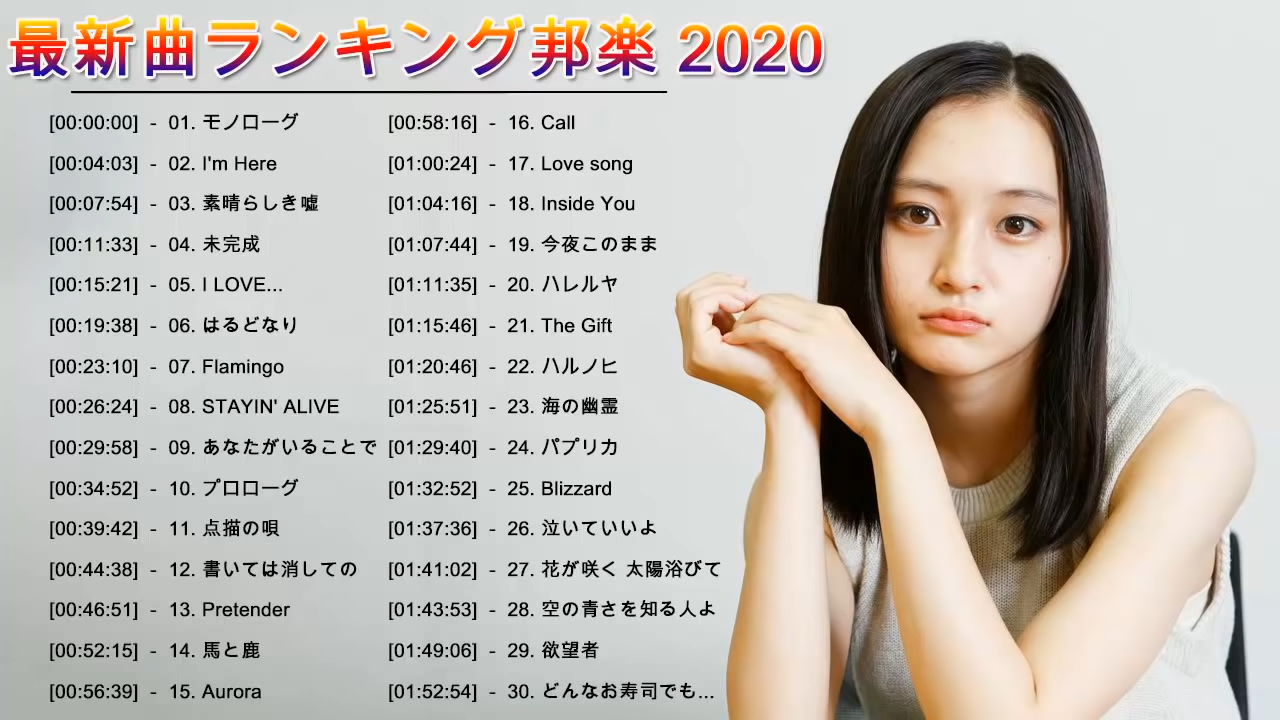 最新曲ランキング邦楽 2020
[00:00:00] - 01. モノローグ
[00:04:03] - 02. I'm Here
[00:07:54] - 03. 素晴らしき嘘
[00:11:33] - 04. 未完成
[00:15:21] - 05. I LOVE...
[00:19:38] - 06. はるどなり
[00:23:10] - 07. Flamingo
[00:26:24] - 08. STAYIN' ALIVE
[00:29:58] - 09. あなたがいることで
[00:34:52] - 10. プロローグ
[00:39:42] - 11. 点描の唄
[00:44:38] - 12. 書いては消しての
[00:46:51] - 13. Pretender
[00:52:15] - 14. 馬と鹿
[00:56:39] - 15. Aurora
[00:58:16] - 16. Call
[01:00:24] - 17. Love song
[01:04:16] - 18. Inside You
[01:07:44] - 19. 今夜このまま
[01:11:35] - 20. ハレルヤ
[01:15:46] - 21. The Gift
[01:20:46] - 22. ハルノヒ
[01:25:51] - 23. 海の幽霊
[01:29:40] - 24. パプリカ
[01:32:52] - 25. Blizzard
[01:37:36] - 26. 泣いていいよ
[01:41:02] - 27. 花が咲く 太陽浴びて
[01:43:53] - 28. 空の青さを知る人よ
[01:49:06] - 29. 欲望者
[01:52:54] - 30. どんなお寿司でも...